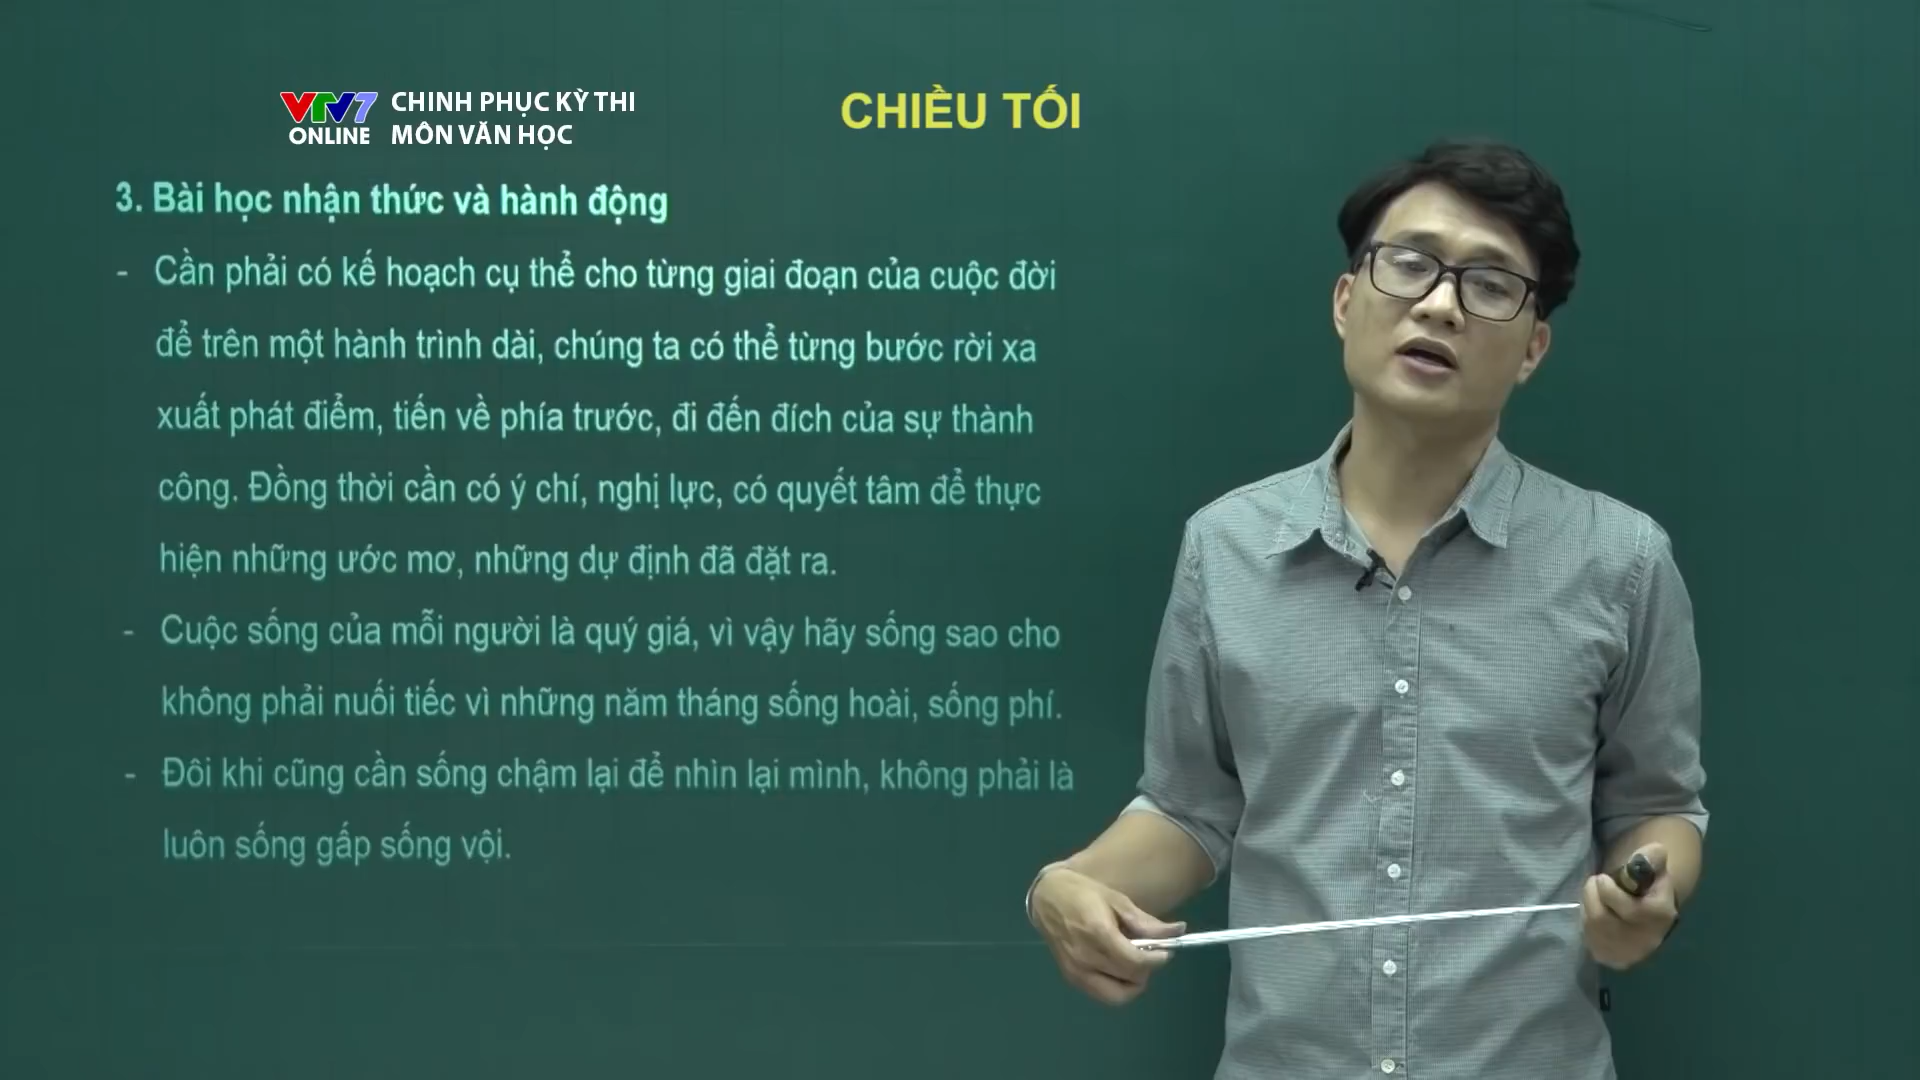 VTV7 CHINH PHỤC KỲ THI
ONLINE MÔN VĂN HỌC
CHIỀU TỐI
3. Bài học nhận thức và hành động
- Cần phải có kế hoạch cụ thể cho từng giai đoạn của cuộc đời
để trên một hành trình dài, chúng ta có thể từng bước rời xa
xuất phát điểm, tiến về phía trước, đi đến đích của sự thành
công. Đồng thời cần có ý chí, nghị lực, có quyết tâm để thực
hiện những ước mơ, những dự định đã đặt ra.
- Cuộc sống của mỗi người là quý giá, vì vậy hãy sống sao cho
không phải nuối tiếc vì những năm tháng sống hoài, sống phí.
- Đôi khi cũng cần sống chậm lại để nhìn lại mình, không phải là
luôn sống gấp sống vội.